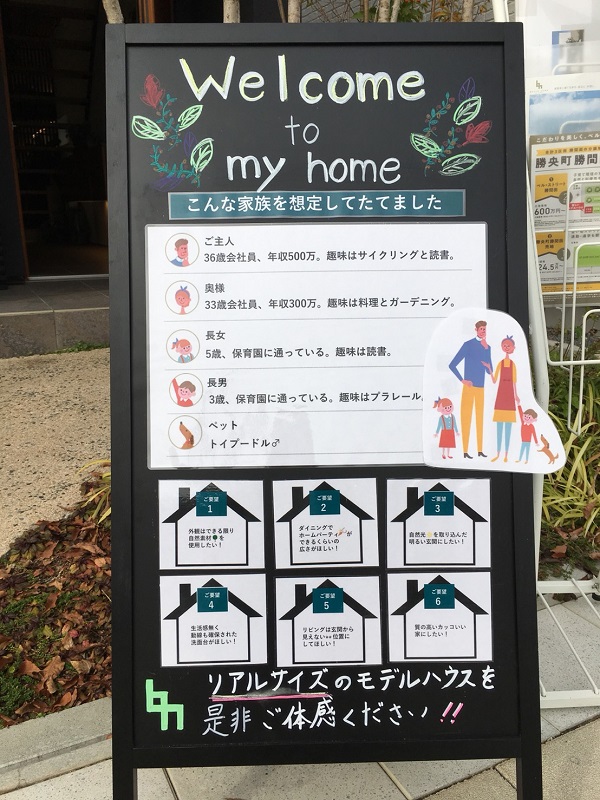 Welcome
to
my home
こんな家族を想定してたてました
ご主人
36歳会社員、年収500万。趣味はサイクリングと読書。
奥様
33歳会社員、年収300万。趣味は料理とガーデニング。
長女
5歳、保育園に通っている。趣味は読書。
長男
3歳、保育園に通っている。趣味はプラレール。
ペット
トイプードル♂
ご要望
1
外観はできる限り
自然素材を
使用したい！
ご要望
2
ダイニングで
ホームパーティが
できるくらいの
広さがほしい！
ご要望
3
自然光を取り込んだ
明るい玄関にしたい！
ご要望
4
生活感無く
動線も確保された
洗面台がほしい！
ご要望
5
リビングは玄関から
見えない位置に
してほしい！
ご要望
6
質の高いカッコいい
家にしたい！
リアルサイズのモデルハウスを
是非ご体感ください!!
こだわりを美しく、ベル
勝央町 勝間
600万円
24.5